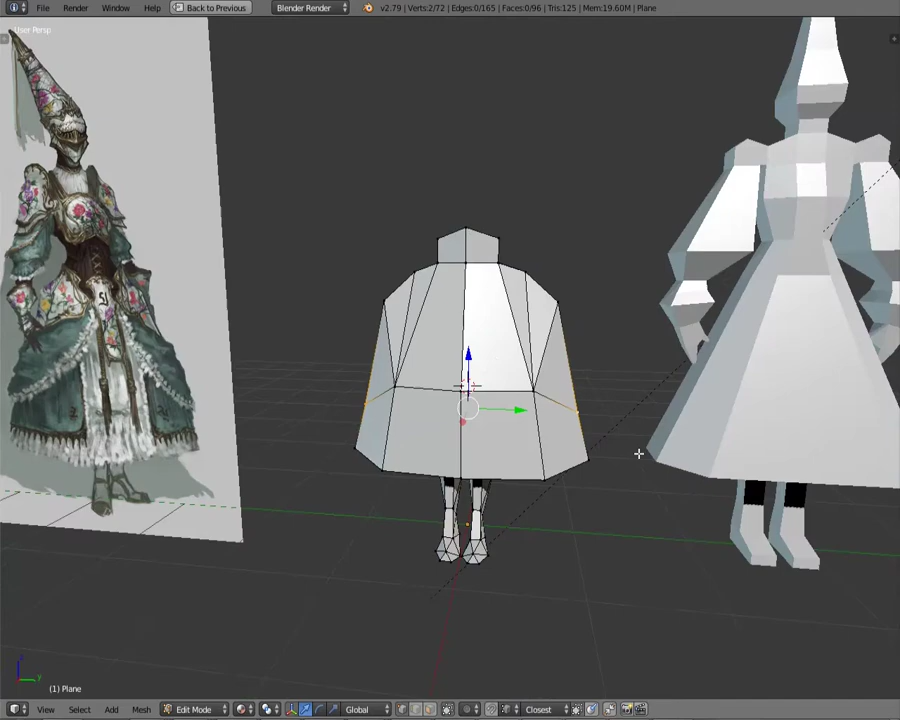 File Render Window Help Back to Previous Blender Render v2.79 | Verts:2/72 | Edges:0/165 | Faces:0/96 | Tris:125 | Mem:19.60M | Plane
User Persp
z
y
(1) Plane
View Select Add Mesh Edit Mode Global Closest